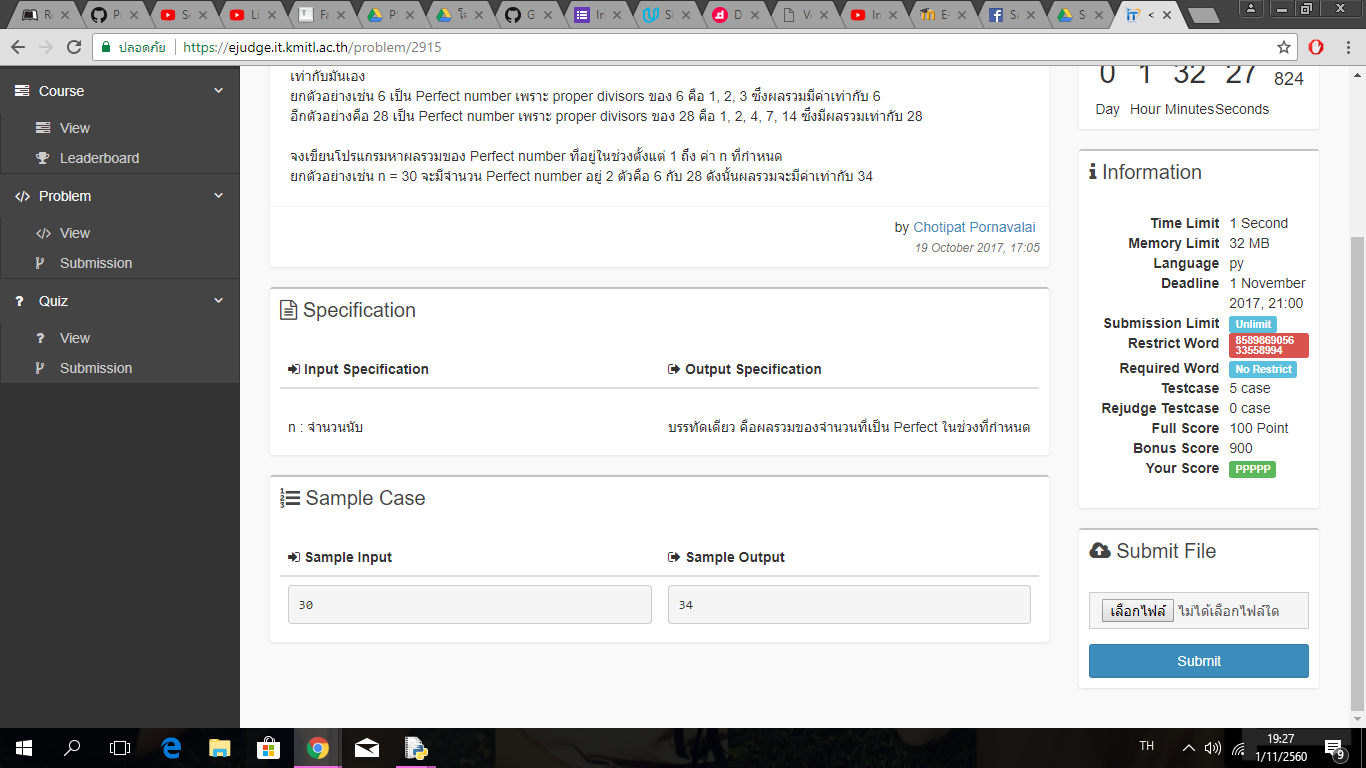 ปลอดภัย
https://ejudge.it.kmitl.ac.th/problem/2915
Course
View
Leaderboard
Problem
View
Submission
Quiz
View
Submission
เท่ากับมันเอง
ยกตัวอย่างเช่น 6 เป็น Perfect number เพราะ proper divisors ของ 6 คือ 1, 2, 3 ซึ่งผลรวมมีค่าเท่ากับ 6
อีกตัวอย่างคือ 28 เป็น Perfect number เพราะ proper divisors ของ 28 คือ 1, 2, 4, 7, 14 ซึ่งมีผลรวมเท่ากับ 28
จงเขียนโปรแกรมหาผลรวมของ Perfect number ที่อยู่ในช่วงตั้งแต่ 1 ถึง ค่า n ที่กำหนด
ยกตัวอย่างเช่น n = 30 จะมีจำนวน Perfect number อยู่ 2 ตัวคือ 6 กับ 28 ดังนั้นผลรวมจะมีค่าเท่ากับ 34
by Chotipat Pornavalai
19 October 2017, 17:05
Specification
Input Specification
Output Specification
n : จำนวนนับ
บรรทัดเดียว คือผลรวมของจำนวนที่เป็น Perfect ในช่วงที่กำหนด
Sample Case
Sample Input
Sample Output
30
34
0 1 32 27 824
Day Hour MinutesSeconds
Information
Time Limit 1 Second
Memory Limit 32 MB
Language py
Deadline 1 November
2017, 21:00
Submission Limit Unlimit
Restrict Word 8589869056
33558994
Required Word No Restrict
Testcase 5 case
Rejudge Testcase 0 case
Full Score 100 Point
Bonus Score 900
Your Score PPPPP
Submit File
เลือกไฟล์ ไม่ได้เลือกไฟล์ใด
Submit
TH
19:27
1/11/2560
9